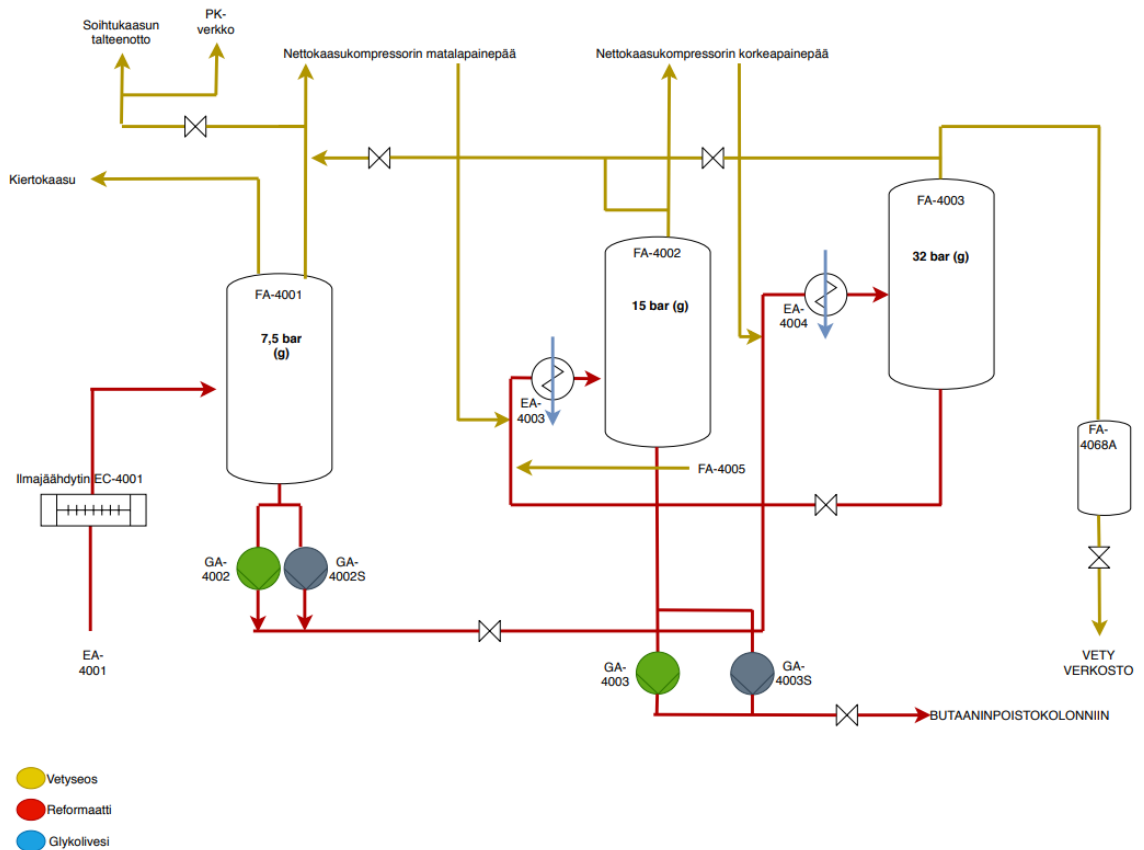 Soihtukaasun
talteenotto
PK-
verkko
Nettokaasukompressorin matalapainepää
Nettokaasukompressorin korkeapainepää
Kiertokaasu
FA-4003
32 bar (g)
FA-4002
15 bar (g)
FA-4001
7,5 bar
(g)
EA-
4004
EA-
4003
FA-
4068A
FA-4005
Ilmajäähdytin EC-4001
GA-
4002
GA-
4002S
EA-
4001
GA-
4003
GA-
4003S
VETY
VERKOSTO
BUTAANINPOISTOKOLONNIIN
Vetyseos
Reformaatti
Glykolivesi